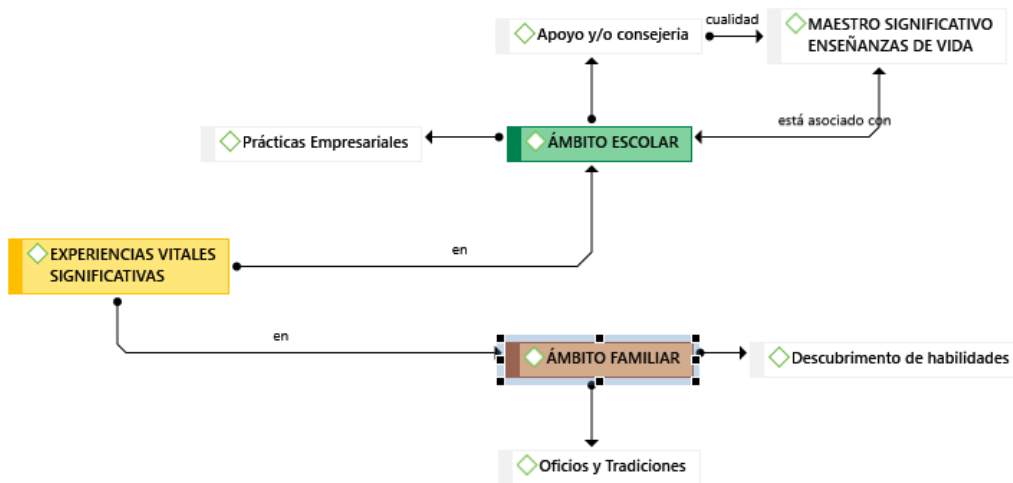 cualidad
Apoyo y/o consejeria
MAESTRO SIGNIFICATIVO
ENSEÑANZAS DE VIDA
está asociado con
Prácticas Empresariales
ÁMBITO ESCOLAR
EXPERIENCIAS VITALES
SIGNIFICATIVAS
en
en
ÁMBITO FAMILIAR
Descubrimento de habilidades
Oficios y Tradiciones